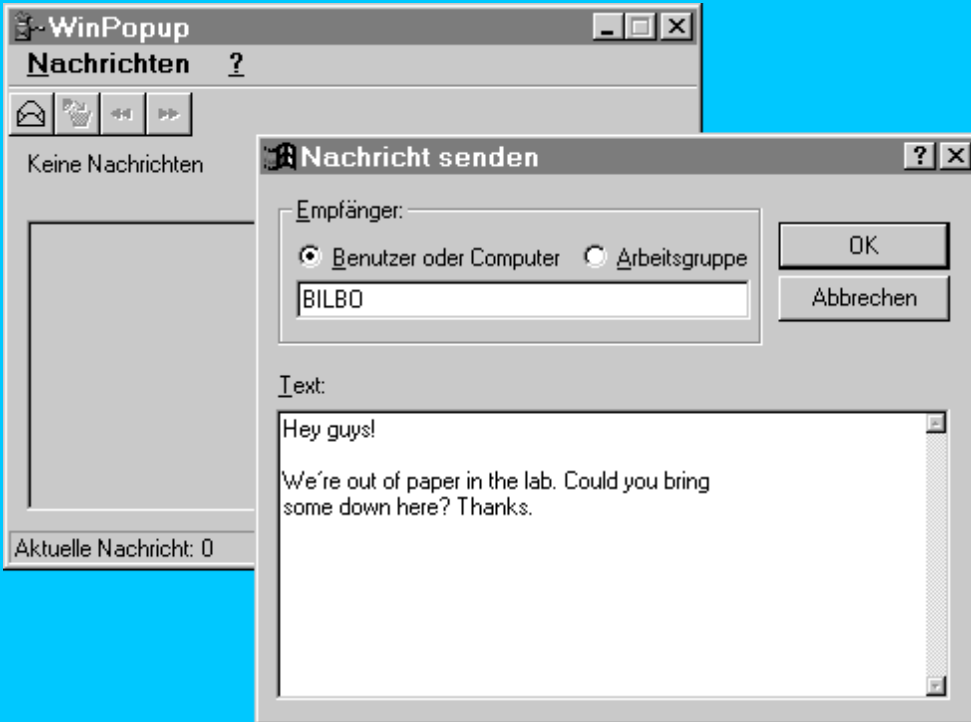 WinPopup
Nachrichten ?
Keine Nachrichten
Nachricht senden
Empfänger:
Benutzer oder Computer Arbeitsgruppe
BILBO
OK
Abbrechen
Text:
Hey guys!
We´re out of paper in the lab. Could you bring
some down here? Thanks.
Aktuelle Nachricht: 0